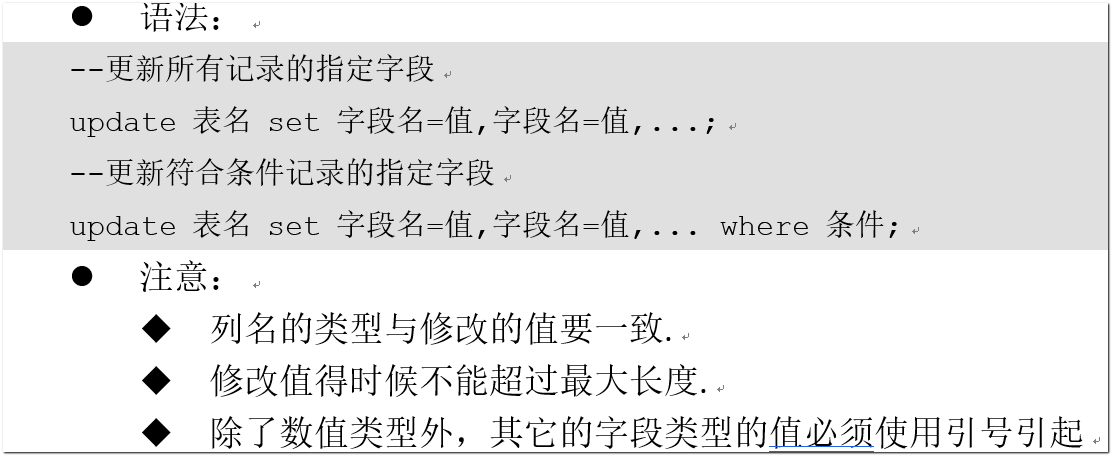 ● 语法：
--更新所有记录的指定字段
update 表名 set 字段名=值,字段名=值,...;
--更新符合条件记录的指定字段
update 表名 set 字段名=值,字段名=值,... where 条件;
● 注意：
◆ 列名的类型与修改的值要一致.
◆ 修改值得时候不能超过最大长度.
◆ 除了数值类型外，其它的字段类型的值必须使用引号引起